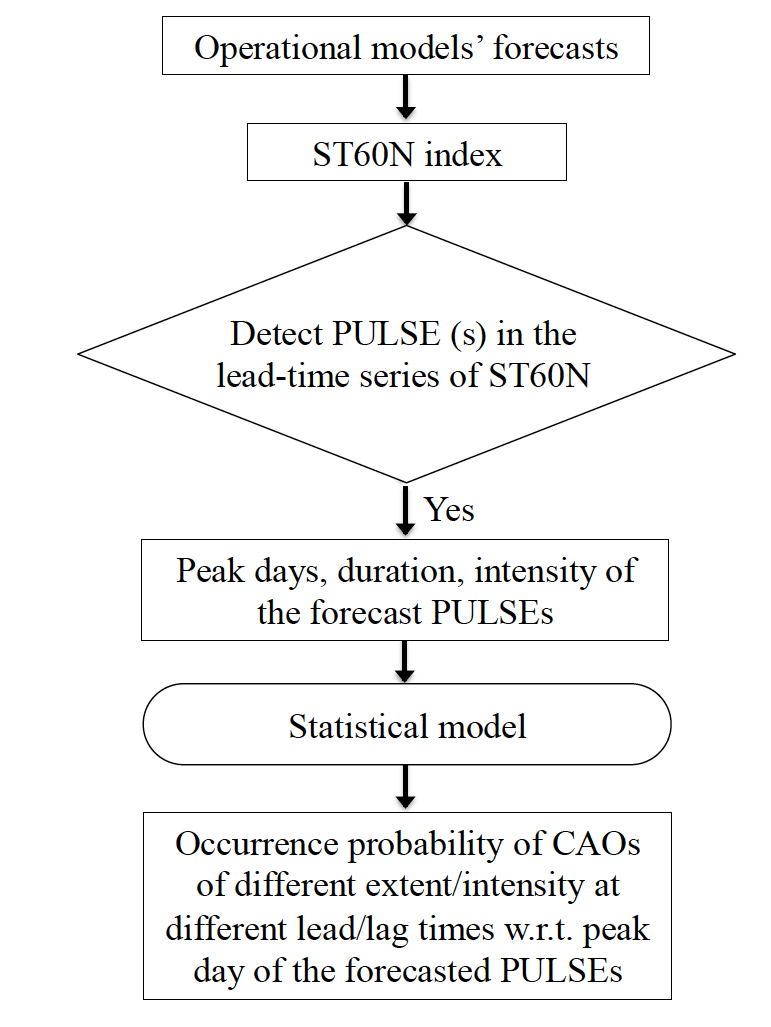 Operational models’ forecasts
ST60N index
Detect PULSE (s) in the
lead-time series of ST60N
Yes
Peak days, duration, intensity of
the forecast PULSEs
Statistical model
Occurrence probability of CAOs
of different extent/intensity at
different lead/lag times w.r.t. peak
day of the forecasted PULSEs